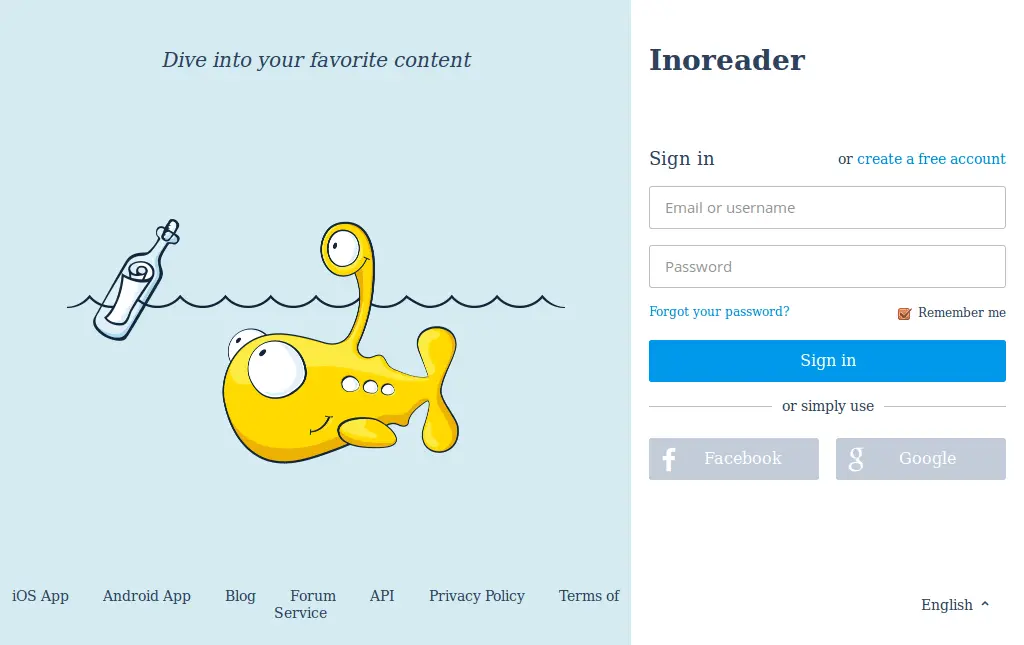 Dive into your favorite content
Inoreader
Sign in
or create a free account
Email or username
Password
Forgot your password?
Remember me
Sign in
or simply use
Facebook
Google
iOS App Android App Blog Forum API Privacy Policy Terms of
Service
English